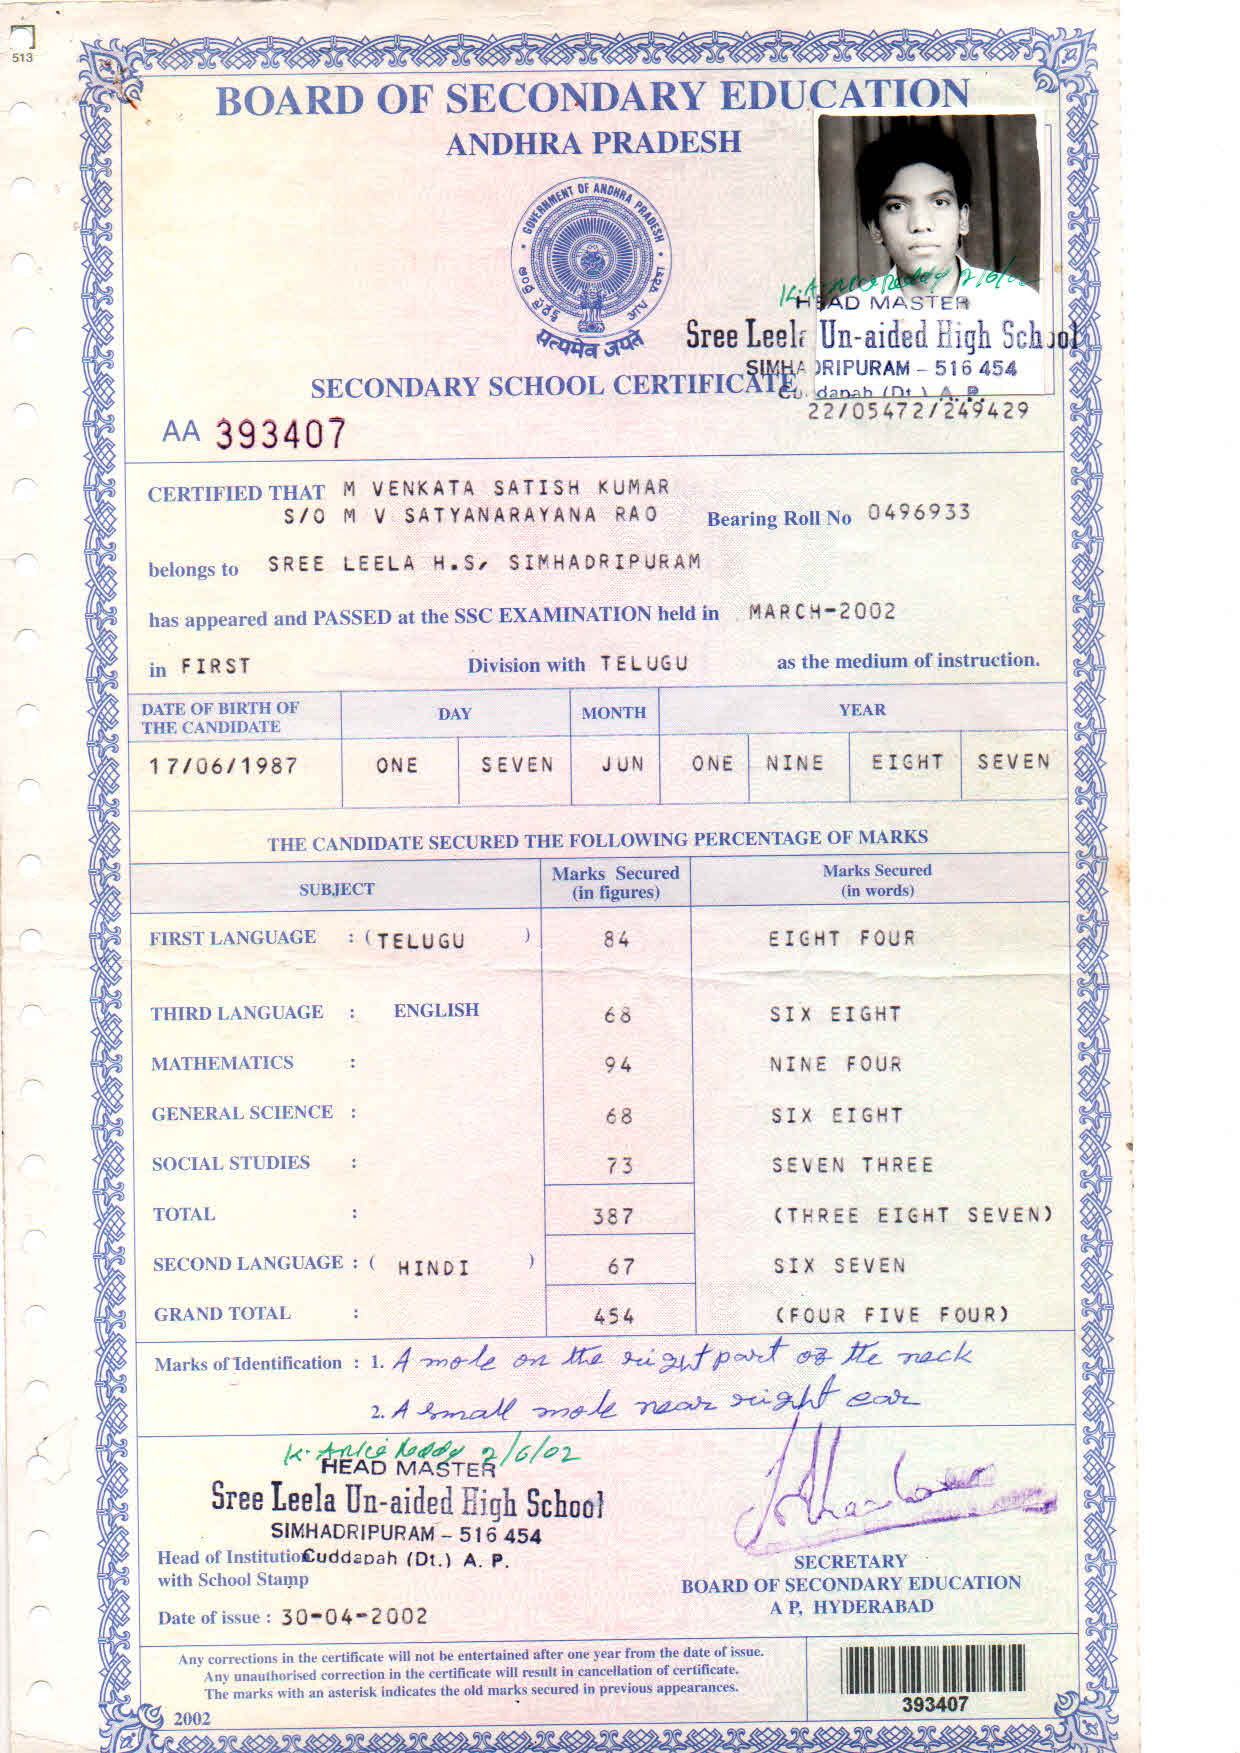 513
BOARD OF SECONDARY EDUCATION
ANDHRA PRADESH
GOVERNMENT OF ANDHRA PRADESH
सत्यमेव जयते
2/6/02
HEAD MASTER
Sree Leela Un-aided High School
SIMHADRIPURAM - 516 454
Cuddapah (Dt.) A. P.
SECONDARY SCHOOL CERTIFICATE
22/05472/249429
AA 393407
CERTIFIED THAT M VENKATA SATISH KUMAR
S/O M V SATYANARAYANA RAO Bearing Roll No 0496933
belongs to SREE LEELA H.S, SIMHADRIPURAM
has appeared and PASSED at the SSC EXAMINATION held in MARCH-2002
in FIRST Division with TELUGU as the medium of instruction.
DATE OF BIRTH OF THE CANDIDATE DAY MONTH YEAR
17/06/1987 ONE SEVEN JUN ONE NINE EIGHT SEVEN
THE CANDIDATE SECURED THE FOLLOWING PERCENTAGE OF MARKS
SUBJECT Marks Secured (in figures) Marks Secured (in words)
FIRST LANGUAGE : (TELUGU ) 84 EIGHT FOUR
THIRD LANGUAGE : ENGLISH 68 SIX EIGHT
MATHEMATICS : 94 NINE FOUR
GENERAL SCIENCE : 68 SIX EIGHT
SOCIAL STUDIES : 73 SEVEN THREE
TOTAL : 387 (THREE EIGHT SEVEN)
SECOND LANGUAGE : ( HINDI ) 67 SIX SEVEN
GRAND TOTAL : 454 (FOUR FIVE FOUR)
Marks of Identification : 1. A mole on the right part of the neck
2. A small mole near right ear
2/6/02
HEAD MASTER
Sree Leela Un-aided High School
SIMHADRIPURAM - 516 454
Head of Institution Cuddapah (Dt.) A. P.
with School Stamp
SECRETARY
BOARD OF SECONDARY EDUCATION
A P, HYDERABAD
Date of issue : 30-04-2002
Any corrections in the certificate will not be entertained after one year from the date of issue.
Any unauthorised correction in the certificate will result in cancellation of certificate.
The marks with an asterisk indicates the old marks secured in previous appearances.
393407
2002